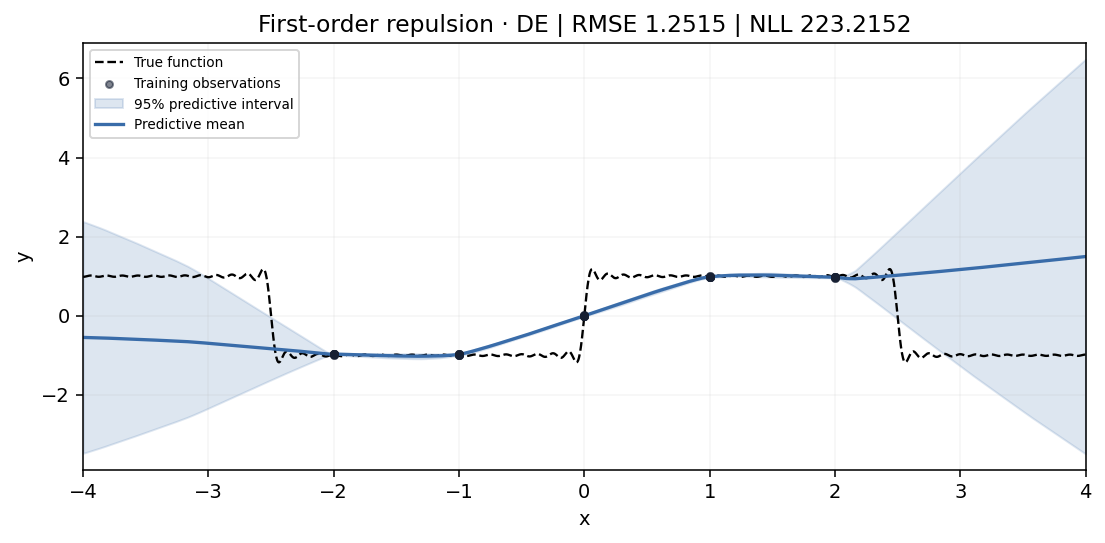 First-order repulsion · DE | RMSE 1.2515 | NLL 223.2152
True function
Training observations
95% predictive interval
Predictive mean
6
4
2
0
−2
y
−4
−3
−2
−1
0
1
2
3
4
x